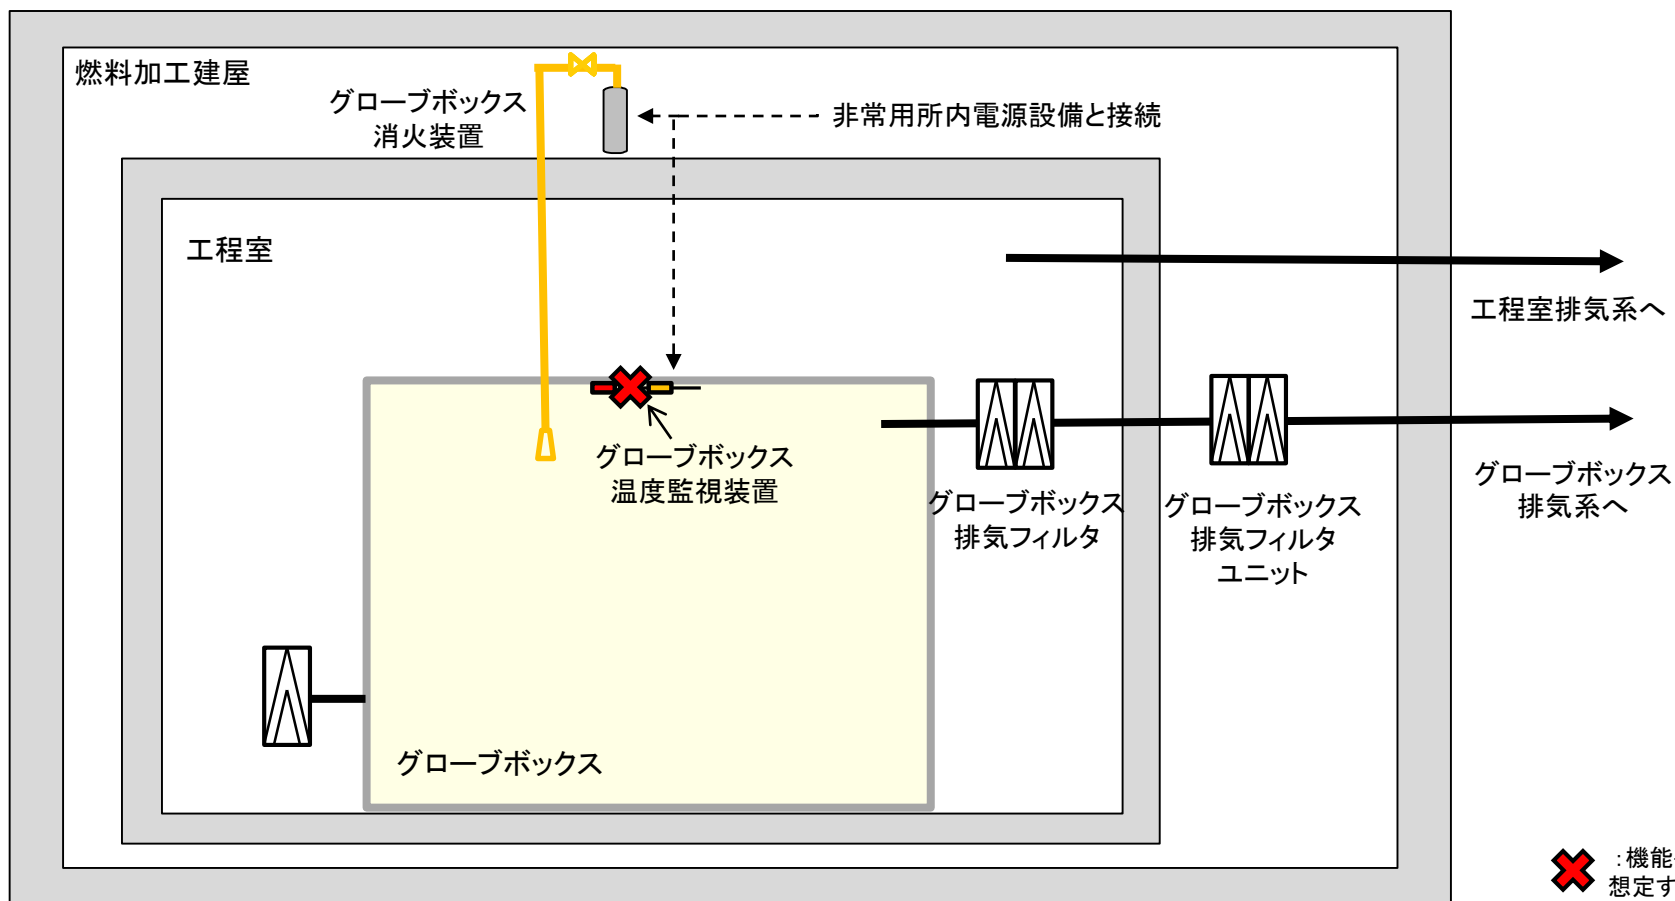 燃料加工建屋
グローブボックス
消火装置
非常用所内電源設備と接続
工程室
工程室排気系へ
グローブボックス
温度監視装置
グローブボックス
排気フィルタ
グローブボックス
排気フィルタ
ユニット
グローブボックス
排気系へ
グローブボックス
：機能
想定す